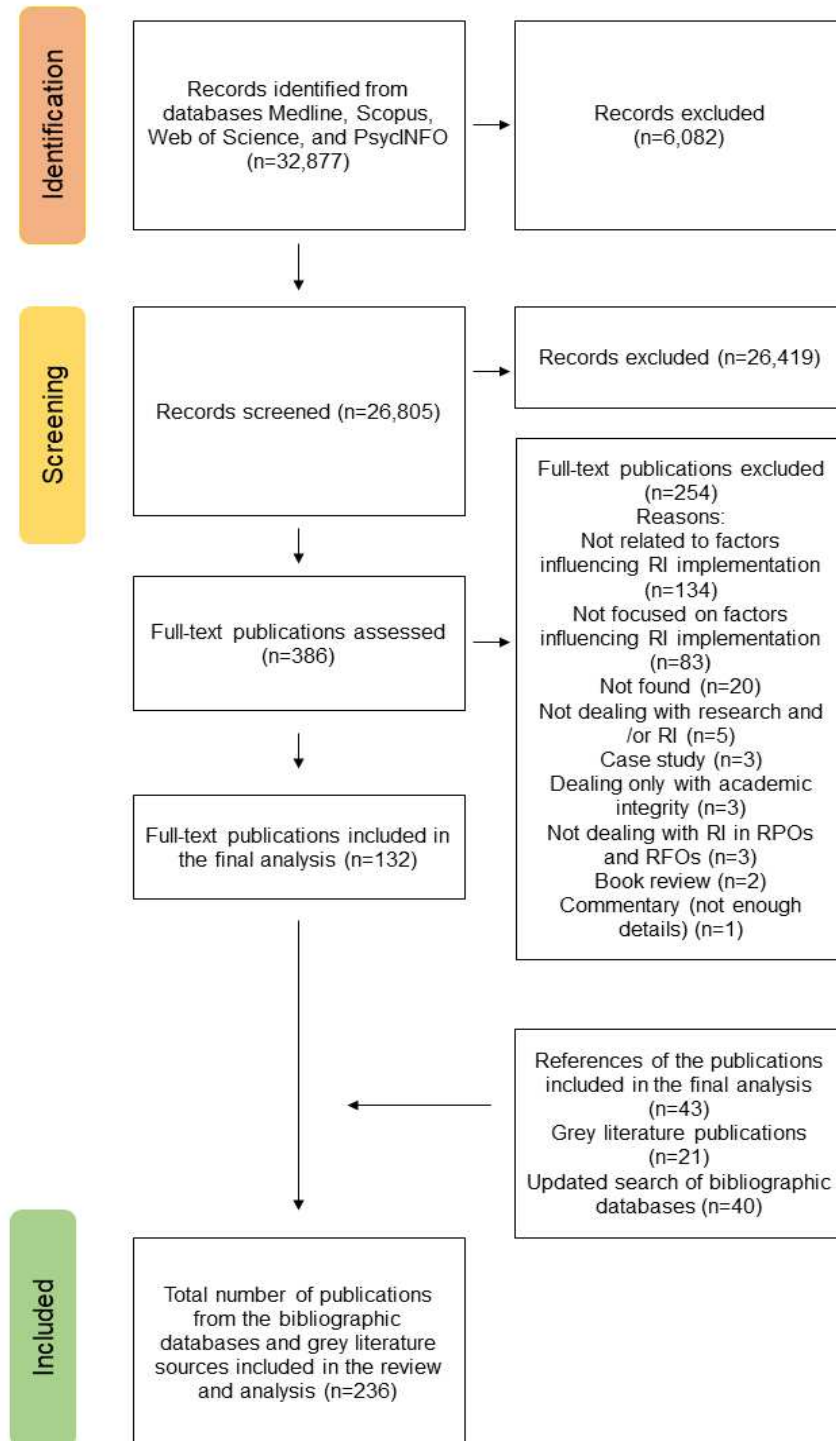 Identification
Records identified from
databases Medline, Scopus,
Web of Science, and PsycINFO
(n=32,877)
Records excluded
(n=6,082)
Screening
Records screened (n=26,805)
Records excluded (n=26,419)
Full-text publications assessed
(n=386)
Full-text publications excluded
(n=254)
Reasons:
Not related to factors
influencing RI implementation
(n=134)
Not focused on factors
influencing RI implementation
(n=83)
Not found (n=20)
Not dealing with research and
/or RI (n=5)
Case study (n=3)
Dealing only with academic
integrity (n=3)
Not dealing with RI in RPOs
and RFOs (n=3)
Book review (n=2)
Commentary (not enough
details) (n=1)
Full-text publications included in
the final analysis (n=132)
References of the publications
included in the final analysis
(n=43)
Grey literature publications
(n=21)
Updated search of bibliographic
databases (n=40)
Included
Total number of publications
from the bibliographic
databases and grey literature
sources included in the review
and analysis (n=236)